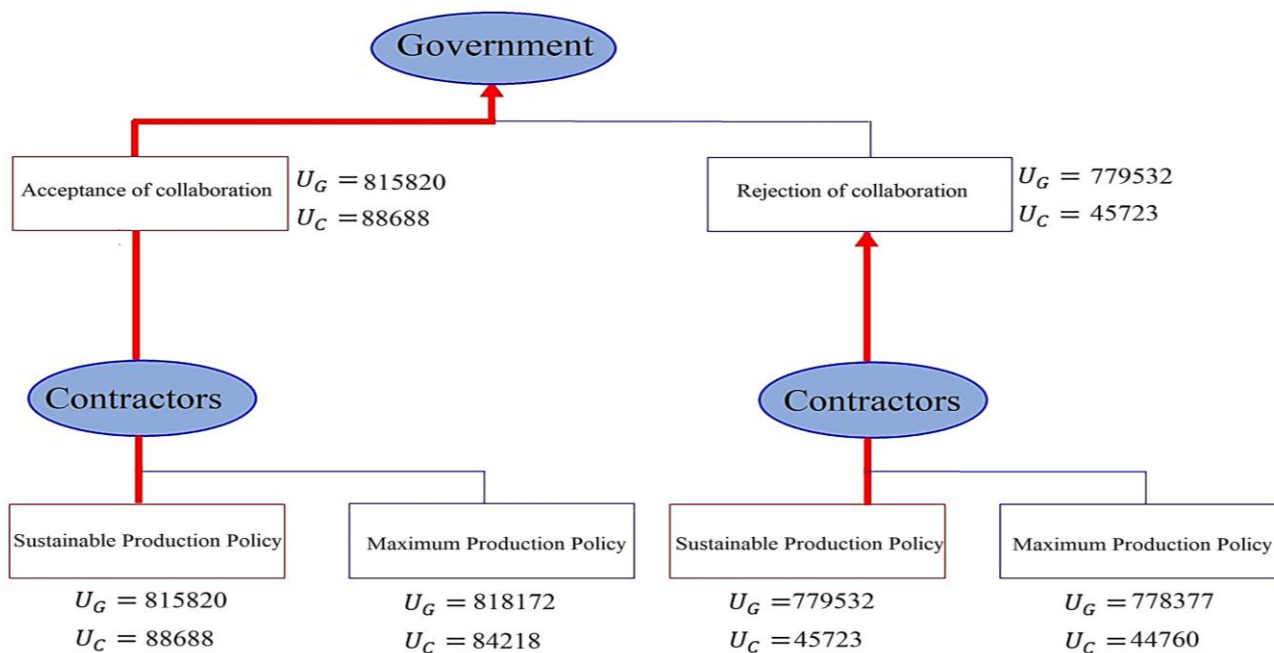 Government
Acceptance of collaboration
U_G = 815820
U_C = 88688
Rejection of collaboration
U_G = 779532
U_C = 45723
Contractors
Contractors
Sustainable Production Policy
Maximum Production Policy
Sustainable Production Policy
Maximum Production Policy
U_G = 815820
U_C = 88688
U_G = 818172
U_C = 84218
U_G = 779532
U_C = 45723
U_G = 778377
U_C = 44760